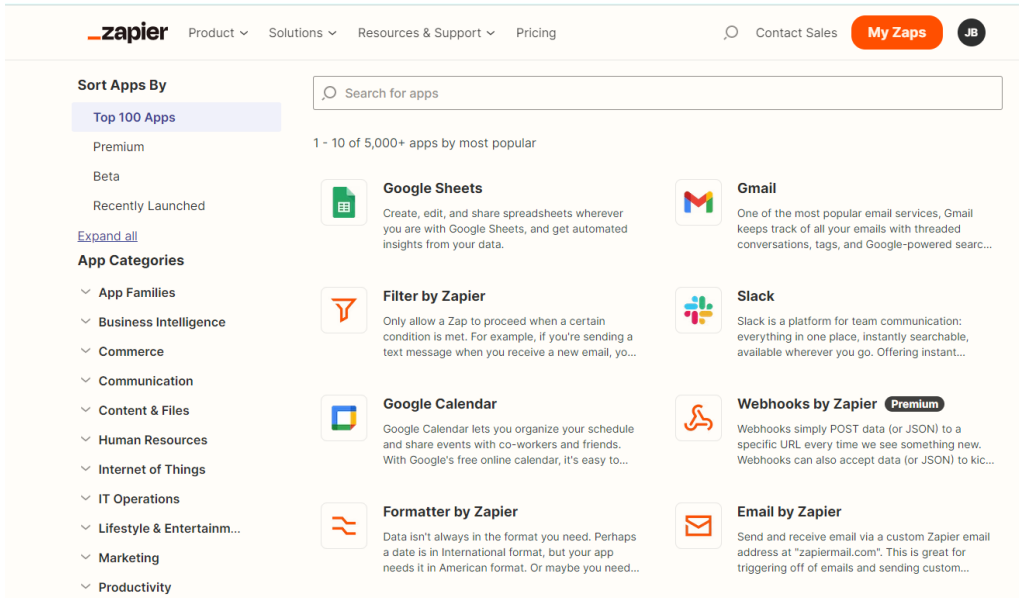 zapier
Product
Solutions
Resources & Support
Pricing
Contact Sales
My Zaps
JB
Sort Apps By
Top 100 Apps
Premium
Beta
Recently Launched
Expand all
App Categories
App Families
Business Intelligence
Commerce
Communication
Content & Files
Human Resources
Internet of Things
IT Operations
Lifestyle & Entertainm...
Marketing
Productivity
Search for apps
1 - 10 of 5,000+ apps by most popular
Google Sheets
Create, edit, and share spreadsheets wherever
you are with Google Sheets, and get automated
insights from your data.
Gmail
One of the most popular email services, Gmail
keeps track of all your emails with threaded
conversations, tags, and Google-powered searc...
Filter by Zapier
Only allow a Zap to proceed when a certain
condition is met. For example, if you're sending a
text message when you receive a new email, yo...
Slack
Slack is a platform for team communication:
everything in one place, instantly searchable,
available wherever you go. Offering instant...
Google Calendar
Google Calendar lets you organize your schedule
and share events with co-workers and friends.
With Google's free online calendar, it's easy to...
Webhooks by Zapier Premium
Webhooks simply POST data (or JSON) to a
specific URL every time we see something new.
Webhooks can also accept data (or JSON) to kic...
Formatter by Zapier
Data isn't always in the format you need. Perhaps
a date is in International format, but your app
needs it in American format. Or maybe you need...
Email by Zapier
Send and receive email via a custom Zapier email
address at "zapiermail.com". This is great for
triggering off of emails and sending custom...